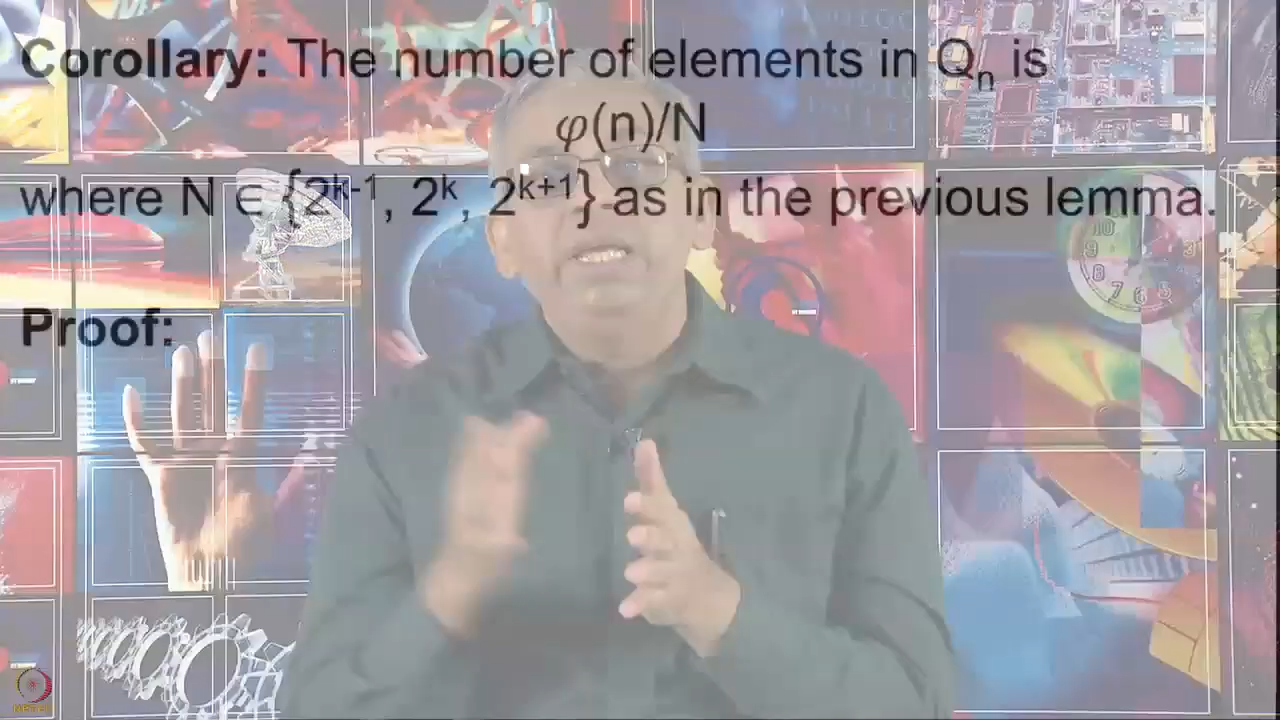 Corollary: The number of elements in Qₙ is
φ(n)/N
where N ∈ {2ᵏ⁻¹, 2ᵏ, 2ᵏ⁺¹} as in the previous lemma.
Proof: